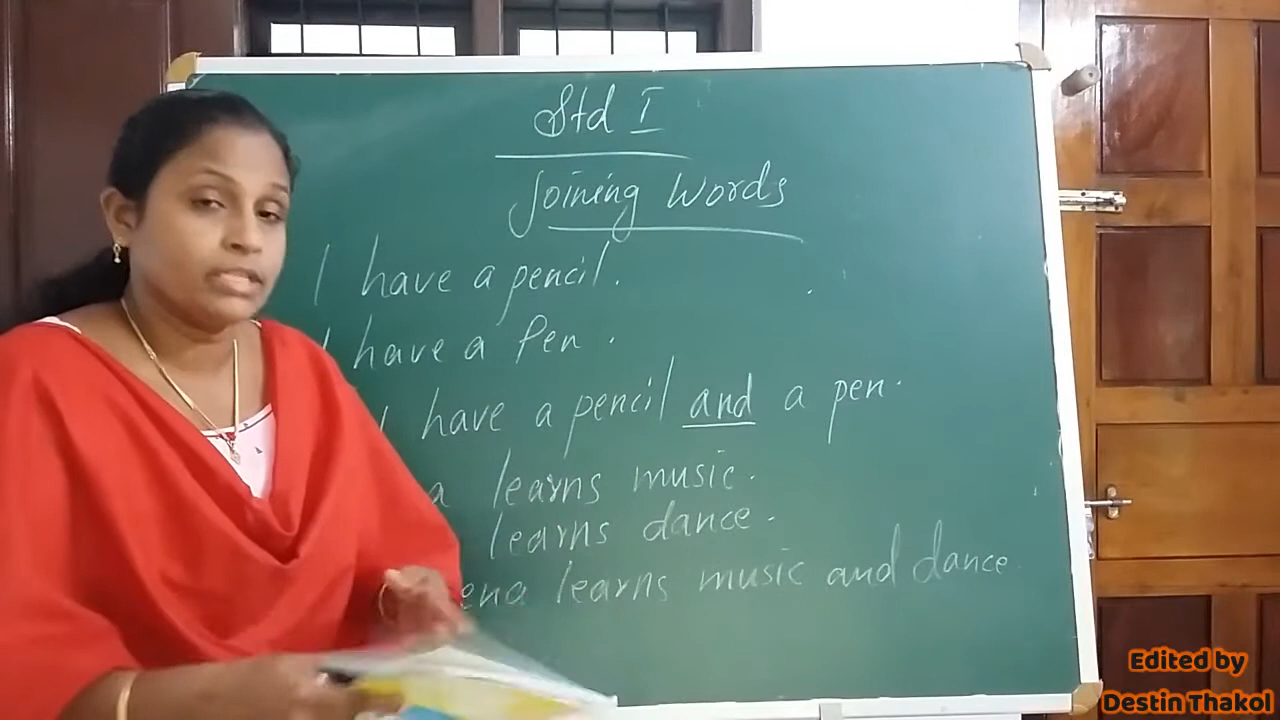 Std I
Joining Words
I have a pencil.
I have a Pen.
I have a pencil and a pen.
learns music.
learns dance.
learns music and dance
Edited by
Destin Thakol